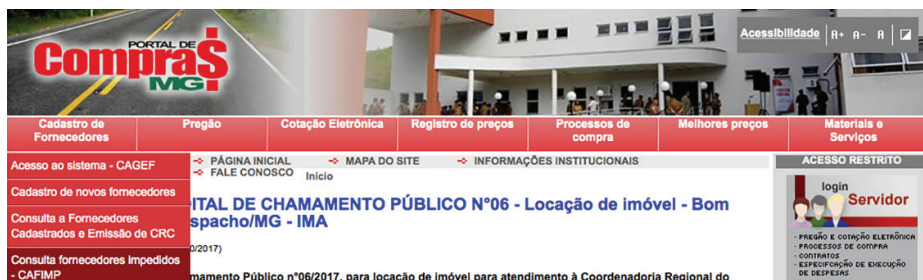 PORTAL DE
Compra$
MG
Acessibilidade A+ A- A
Cadastro de
Fornecedores
Pregão
Cotação Eletrônica
Registro de preços
Processos de
compra
Melhores preços
Materiais e
Serviços
Acesso ao sistema - CAGEF
Cadastro de novos fornecedores
Consulta a Fornecedores
Cadastrados e Emissão de CRC
Consulta fornecedores impedidos
- CAFIMP
PÁGINA INICIAL MAPA DO SITE INFORMAÇÕES INSTITUCIONAIS
FALE CONOSCO Início
ITAL DE CHAMAMENTO PÚBLICO N°06 - Locação de imóvel - Bom
spacho/MG - IMA
/2017)
mamento Público n°06/2017, para locação de imóvel para atendimento à Coordenadoria Regional do
ACESSO RESTRITO
login
Servidor
- PREGÃO E COTAÇÃO ELETRÔNICA
- PROCESSOS DE COMPRA
- CONTRATOS
- ESPECIFCAÇÃO DE EXECUÇÃO
DE DESPESAS